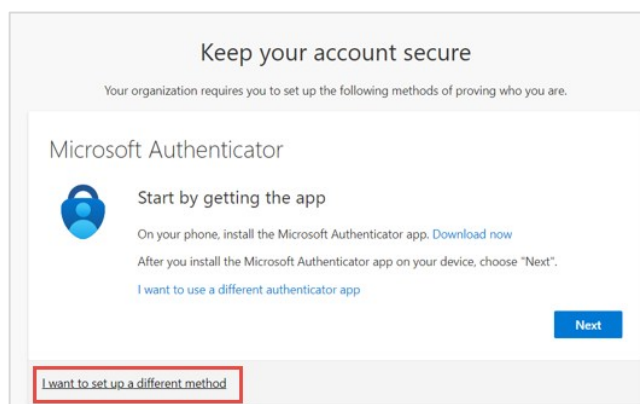 Keep your account secure
Your organization requires you to set up the following methods of proving who you are.
Microsoft Authenticator
Start by getting the app
On your phone, install the Microsoft Authenticator app. Download now
After you install the Microsoft Authenticator app on your device, choose "Next".
I want to use a different authenticator app
Next
I want to set up a different method